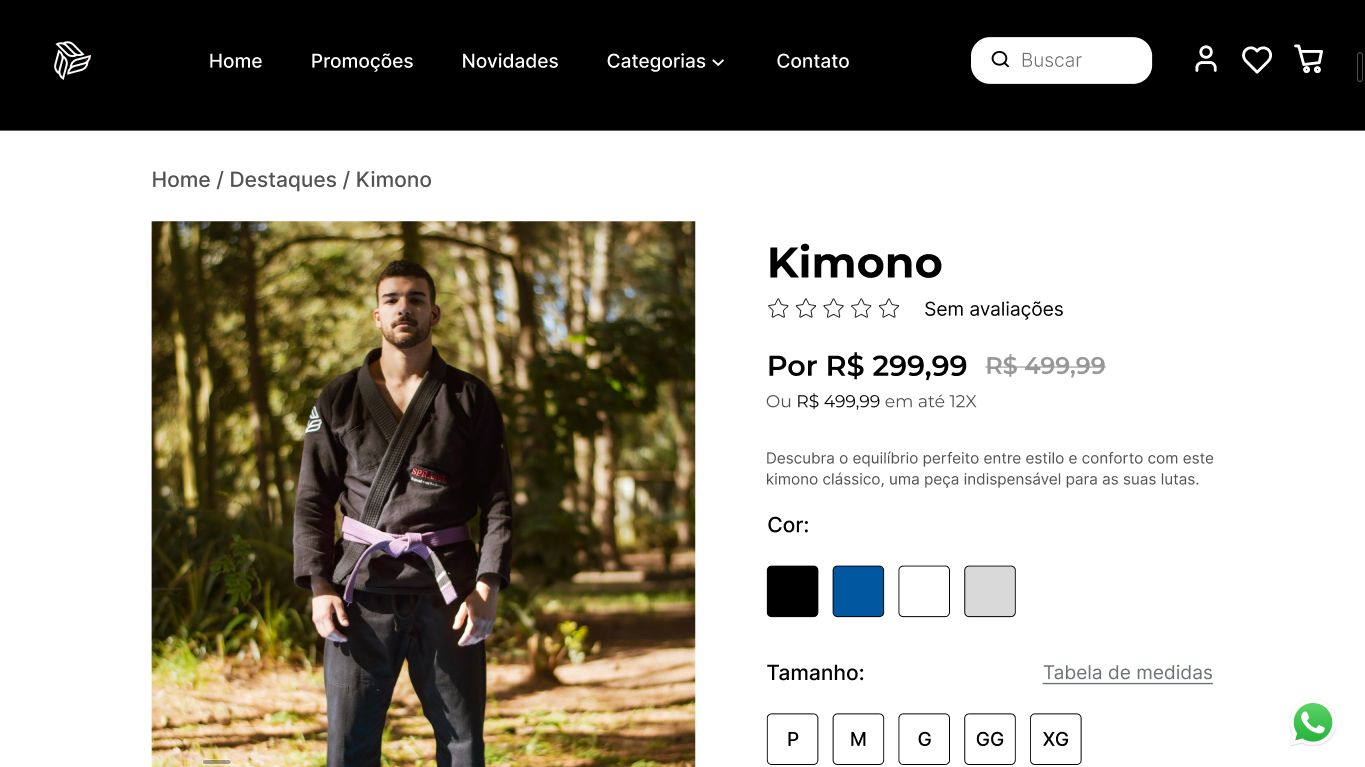 Home Promoções Novidades Categorias Contato Buscar
Home / Destaques / Kimono
Kimono
Sem avaliações
Por R$ 299,99 R$ 499,99
Ou R$ 499,99 em até 12X
Descubra o equilíbrio perfeito entre estilo e conforto com este
kimono clássico, uma peça indispensável para as suas lutas.
Cor:
Tamanho: Tabela de medidas
P M G GG XG